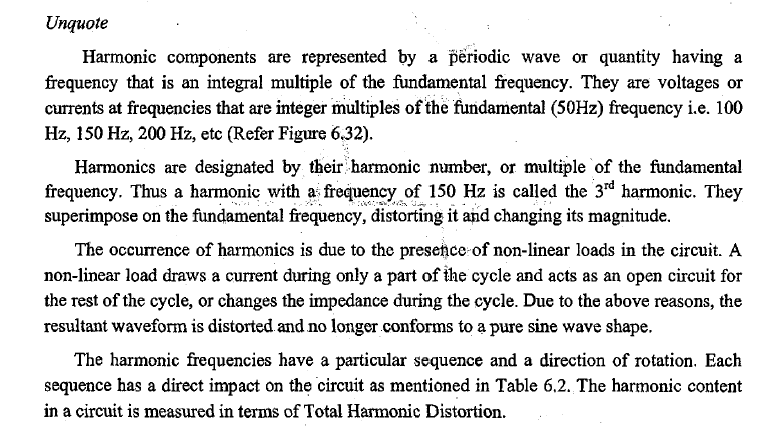 Unquote
Harmonic components are represented by a periodic wave or quantity having a
frequency that is an integral multiple of the fundamental frequency. They are voltages or
currents at frequencies that are integer multiples of the fundamental (50Hz) frequency i.e. 100
Hz, 150 Hz, 200 Hz, etc (Refer Figure 6.32).
Harmonics are designated by their harmonic number, or multiple of the fundamental
frequency. Thus a harmonic with a frequency of 150 Hz is called the 3rd harmonic. They
superimpose on the fundamental frequency, distorting it and changing its magnitude.
The occurrence of harmonics is due to the presence of non-linear loads in the circuit. A
non-linear load draws a current during only a part of the cycle and acts as an open circuit for
the rest of the cycle, or changes the impedance during the cycle. Due to the above reasons, the
resultant waveform is distorted and no longer conforms to a pure sine wave shape.
The harmonic frequencies have a particular sequence and a direction of rotation. Each
sequence has a direct impact on the circuit as mentioned in Table 6.2. The harmonic content
in a circuit is measured in terms of Total Harmonic Distortion.